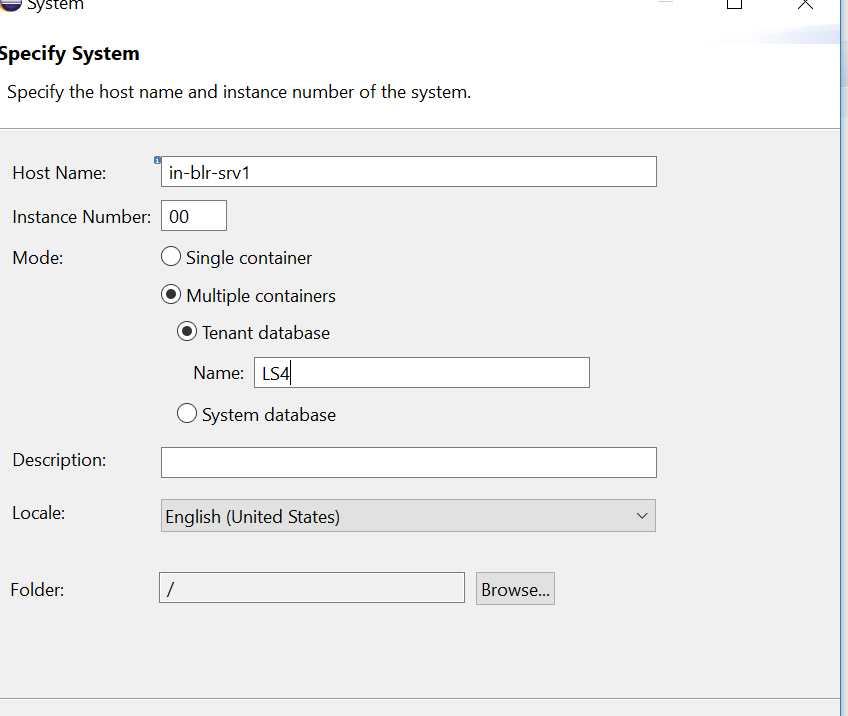 System
Specify System
Specify the host name and instance number of the system.
Host Name: in-blr-srv1
Instance Number: 00
Mode: Single container
Multiple containers
Tenant database
Name: LS4
System database
Description:
Locale: English (United States)
Folder: / Browse...